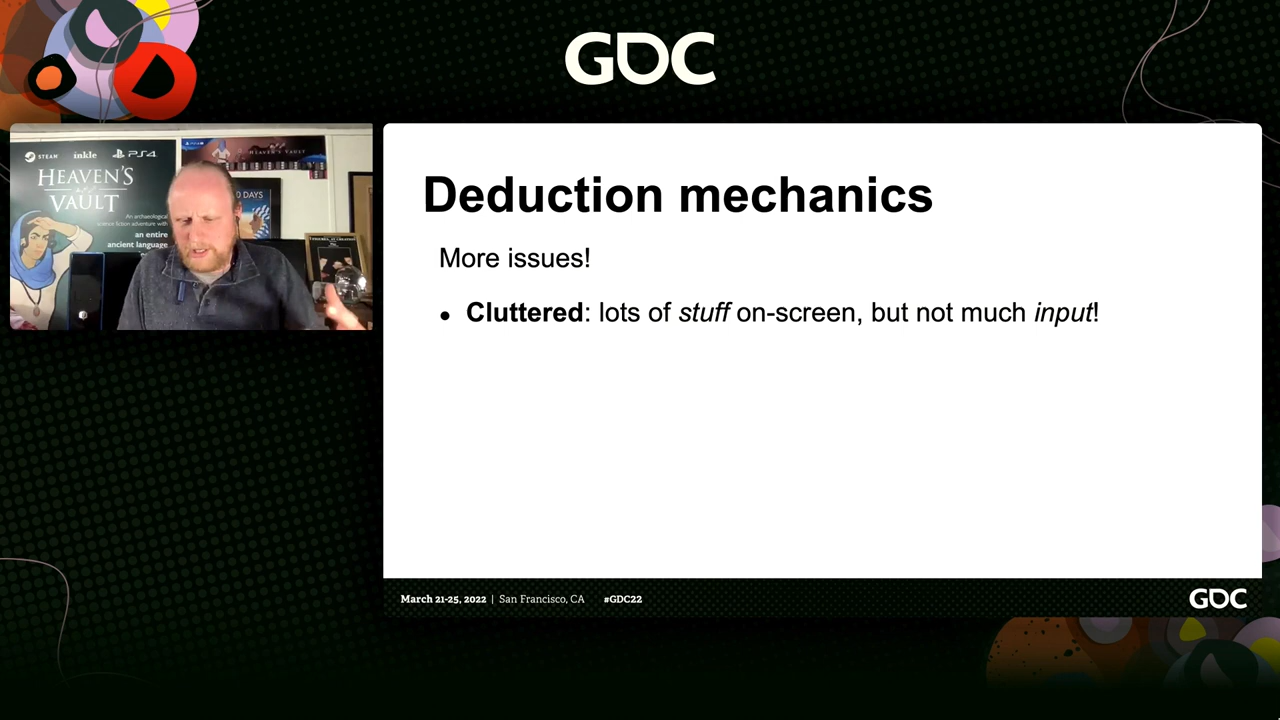 GDC
STEAM
inkle
PS4
HEAVEN'S
VAULT
An archaeological
science fiction adventure with
an entire
ancient language
HEAVEN'S VAULT
0 DAYS
Deduction mechanics
More issues!
• Cluttered: lots of stuff on-screen, but not much input!
March 21-25, 2022 | San Francisco, CA #GDC22
GDC